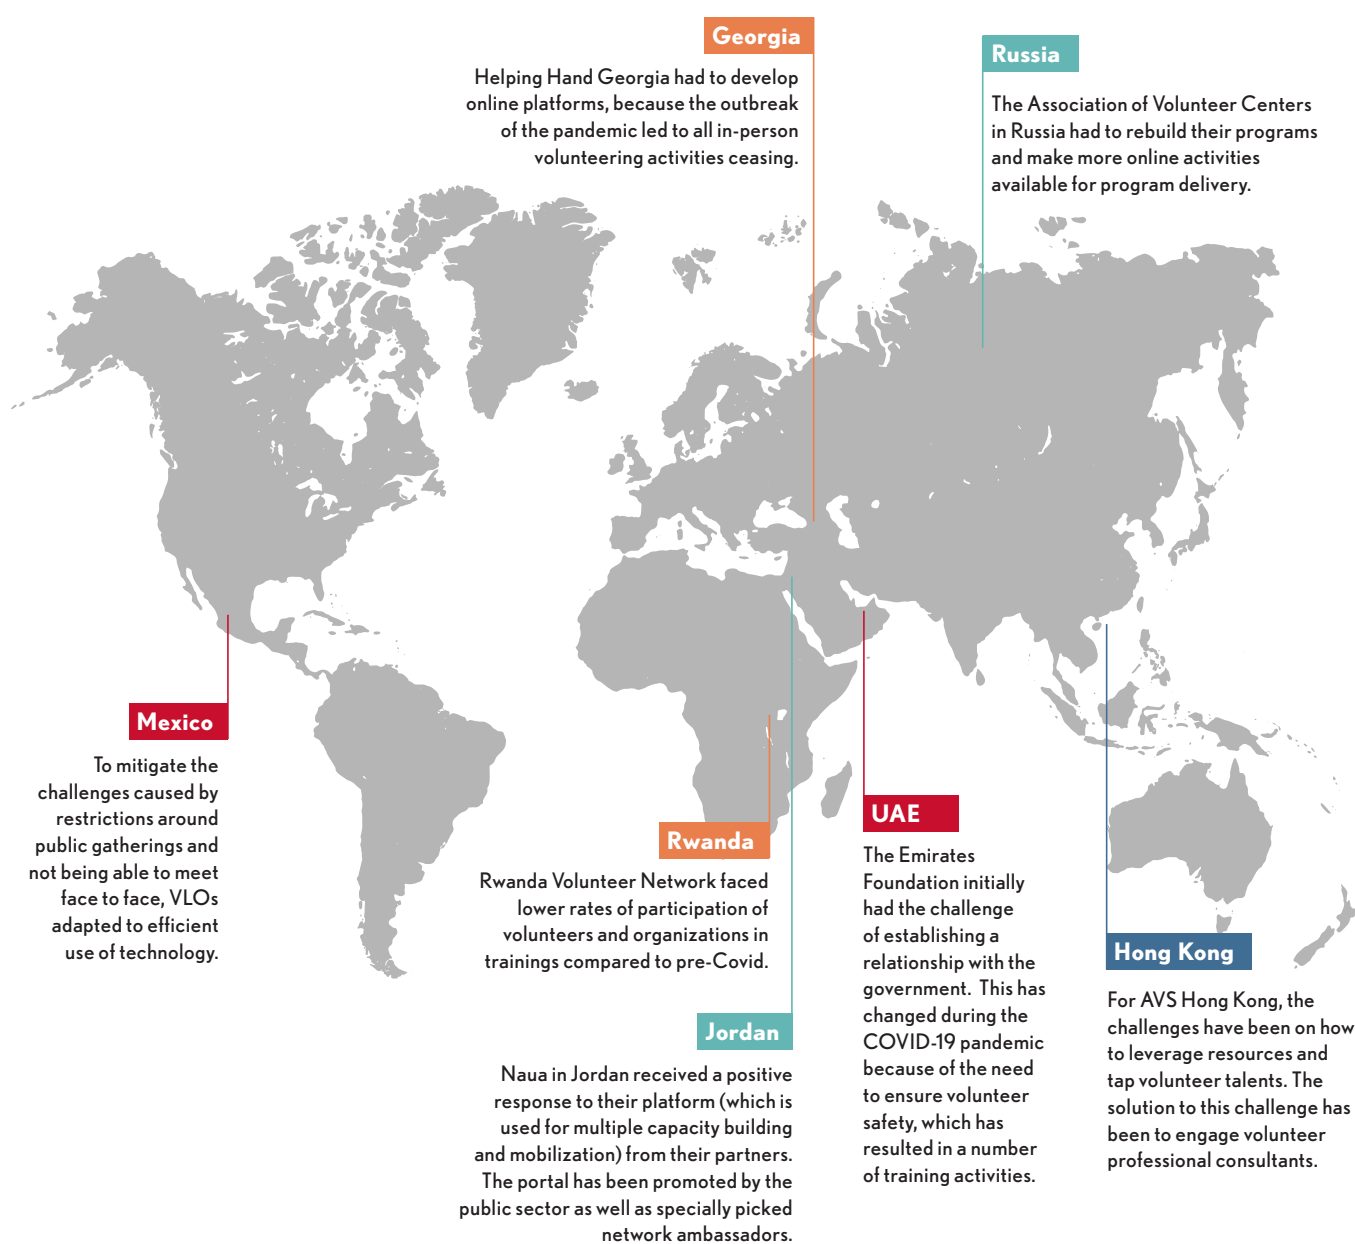 Georgia
Helping Hand Georgia had to develop
online platforms, because the outbreak
of the pandemic led to all in-person
volunteering activities ceasing.
Russia
The Association of Volunteer Centers
in Russia had to rebuild their programs
and make more online activities
available for program delivery.
Mexico
To mitigate the
challenges caused by
restrictions around
public gatherings and
not being able to meet
face to face, VLOs
adapted to efficient
use of technology.
Rwanda
Rwanda Volunteer Network faced
lower rates of participation of
volunteers and organizations in
trainings compared to pre-Covid.
Jordan
Naua in Jordan received a positive
response to their platform (which is
used for multiple capacity building
and mobilization) from their partners.
The portal has been promoted by the
public sector as well as specially picked
network ambassadors.
UAE
The Emirates
Foundation initially
had the challenge
of establishing a
relationship with the
government. This has
changed during the
COVID-19 pandemic
because of the need
to ensure volunteer
safety, which has
resulted in a number
of training activities.
Hong Kong
For AVS Hong Kong, the
challenges have been on how
to leverage resources and
tap volunteer talents. The
solution to this challenge has
been to engage volunteer
professional consultants.